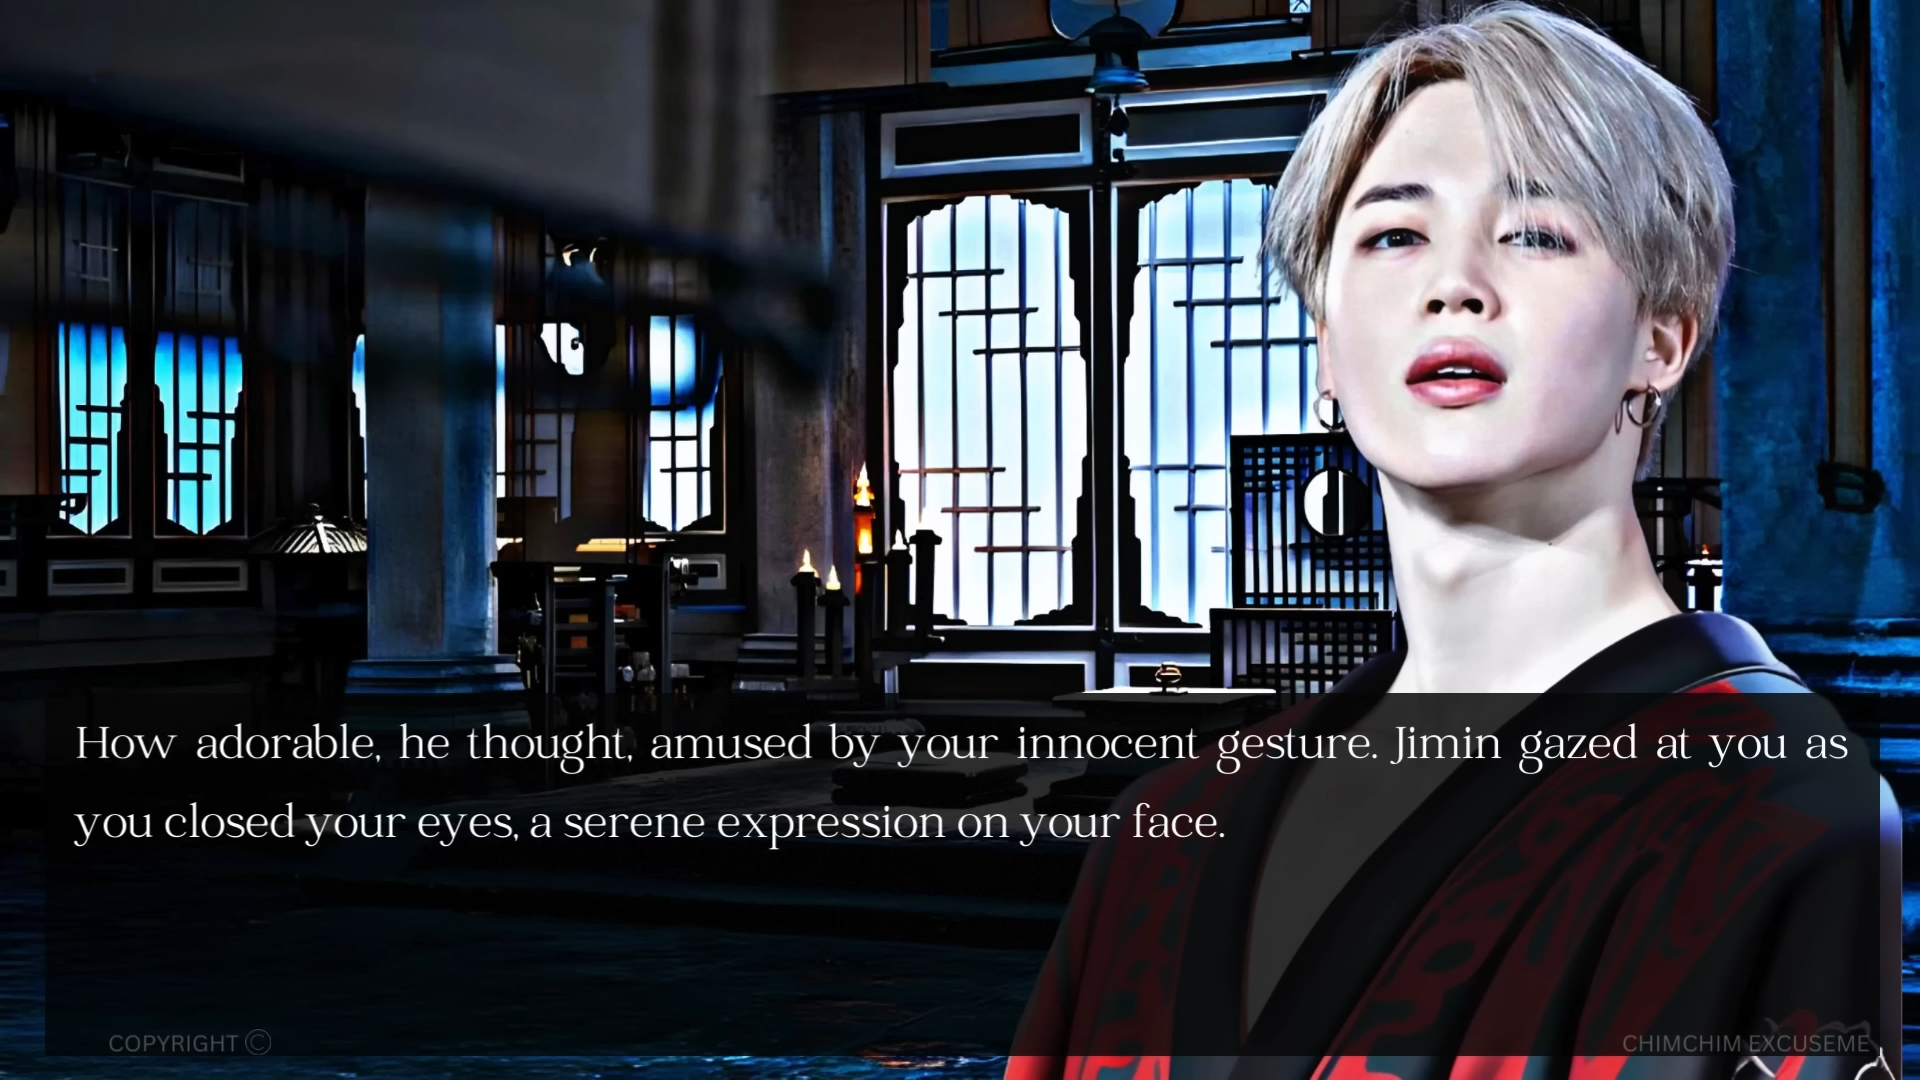 How adorable, he thought, amused by your innocent gesture. Jimin gazed at you as
you closed your eyes, a serene expression on your face.
COPYRIGHT ©
CHIMCHIM EXCUSEME